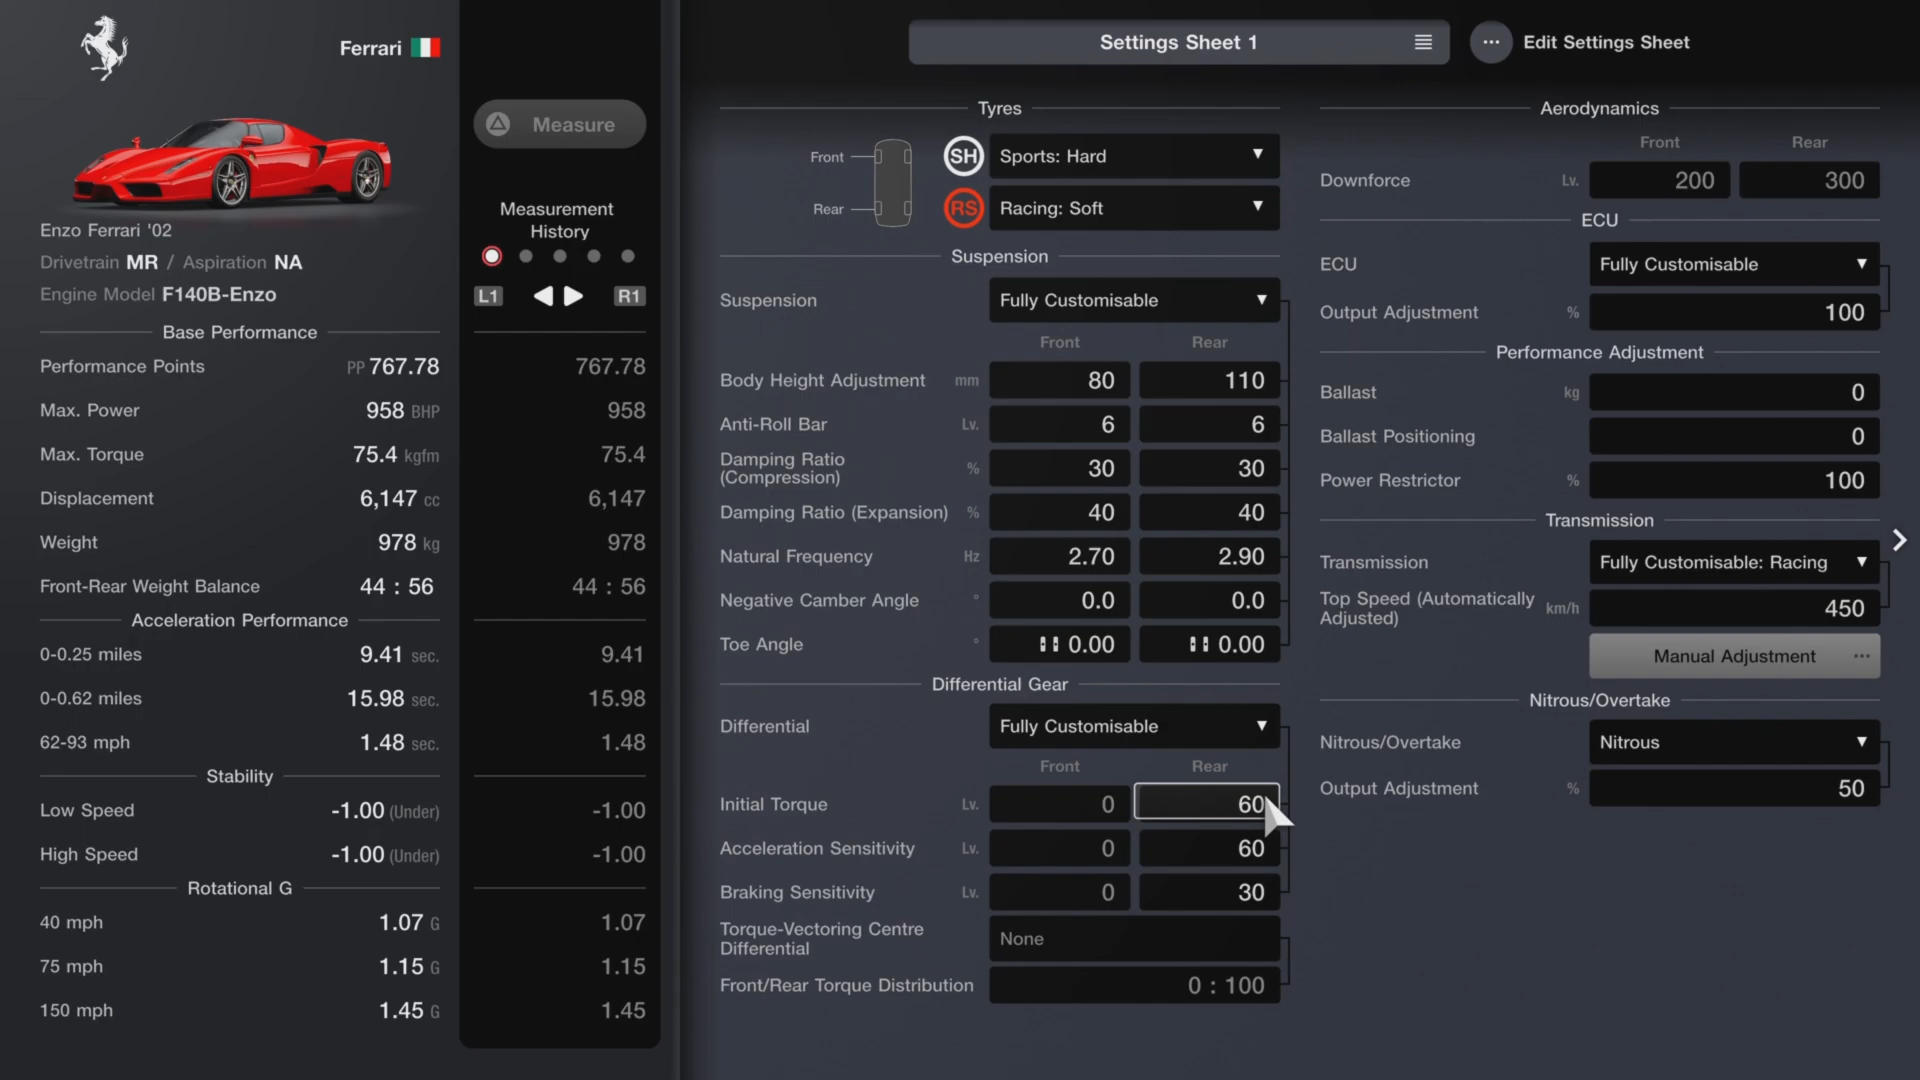 Ferrari
Enzo Ferrari '02
Drivetrain MR / Aspiration NA
Engine Model F140B-Enzo
Base Performance
Performance Points PP 767.78
Max. Power 958 BHP
Max. Torque 75.4 kgfm
Displacement 6,147 cc
Weight 978 kg
Front-Rear Weight Balance 44 : 56
Acceleration Performance
0-0.25 miles 9.41 sec.
0-0.62 miles 15.98 sec.
62-93 mph 1.48 sec.
Stability
Low Speed -1.00 (Under)
High Speed -1.00 (Under)
Rotational G
40 mph 1.07 G
75 mph 1.15 G
150 mph 1.45 G
Measure
Measurement
History
L1 R1
767.78
958
75.4
6,147
978
44 : 56
9.41
15.98
1.48
-1.00
-1.00
1.07
1.15
1.45
Settings Sheet 1
Edit Settings Sheet
Tyres
Front SH Sports: Hard
Rear RS Racing: Soft
Suspension
Suspension Fully Customisable
Front Rear
Body Height Adjustment mm 80 110
Anti-Roll Bar Lv. 6 6
Damping Ratio
(Compression) % 30 30
Damping Ratio (Expansion) % 40 40
Natural Frequency Hz 2.70 2.90
Negative Camber Angle ° 0.0 0.0
Toe Angle ° 0.00 0.00
Differential Gear
Differential Fully Customisable
Front Rear
Initial Torque Lv. 0 60
Acceleration Sensitivity Lv. 0 60
Braking Sensitivity Lv. 0 30
Torque-Vectoring Centre
Differential None
Front/Rear Torque Distribution 0 : 100
Aerodynamics
Front Rear
Downforce Lv. 200 300
ECU
ECU Fully Customisable
Output Adjustment % 100
Performance Adjustment
Ballast kg 0
Ballast Positioning 0
Power Restrictor % 100
Transmission
Transmission Fully Customisable: Racing
Top Speed (Automatically
Adjusted) km/h 450
Manual Adjustment
Nitrous/Overtake
Nitrous/Overtake Nitrous
Output Adjustment % 50